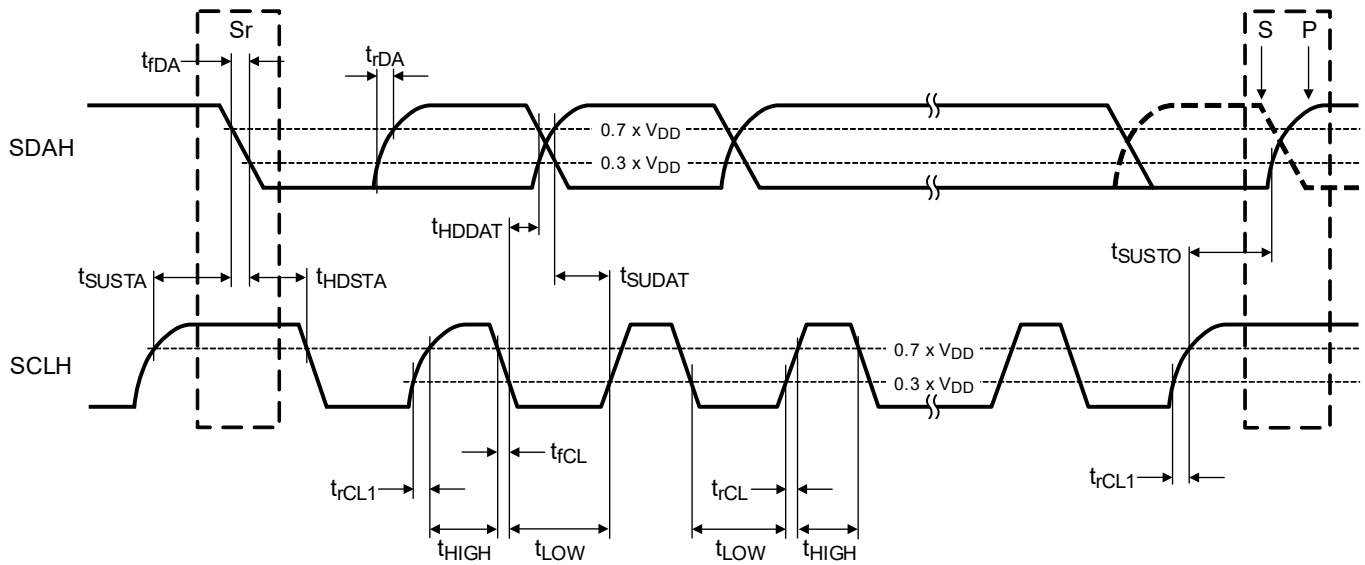 Sr
S P
tfDA
trDA
0.7 x VDD
SDAH
0.3 x VDD
tHDDAT
tSUSTA
tHDSTA
tSUDAT
tSUSTO
SCLH
0.7 x VDD
0.3 x VDD
tfCL
trCL1
trCL
trCL1
tHIGH
tLOW
tLOW
tHIGH